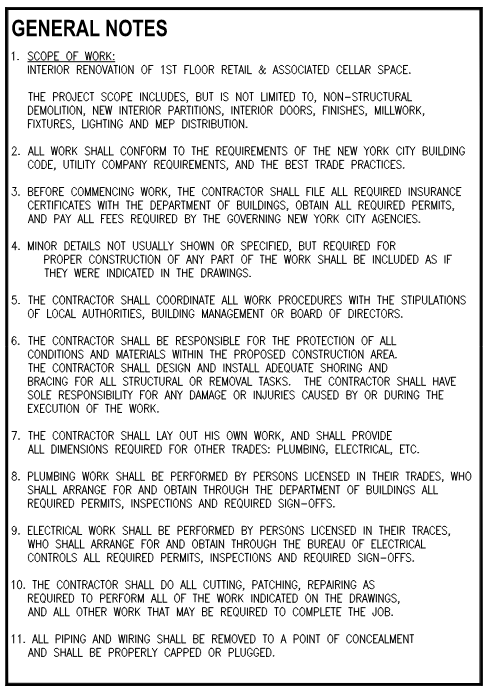 GENERAL NOTES
1. SCOPE OF WORK:
INTERIOR RENOVATION OF 1ST FLOOR RETAIL & ASSOCIATED CELLAR SPACE.
THE PROJECT SCOPE INCLUDES, BUT IS NOT LIMITED TO, NON-STRUCTURAL
DEMOLITION, NEW INTERIOR PARTITIONS, INTERIOR DOORS, FINISHES, MILLWORK,
FIXTURES, LIGHTING AND MEP DISTRIBUTION.
2. ALL WORK SHALL CONFORM TO THE REQUIREMENTS OF THE NEW YORK CITY BUILDING
CODE, UTILITY COMPANY REQUIREMENTS, AND THE BEST TRADE PRACTICES.
3. BEFORE COMMENCING WORK, THE CONTRACTOR SHALL FILE ALL REQUIRED INSURANCE
CERTIFICATES WITH THE DEPARTMENT OF BUILDINGS, OBTAIN ALL REQUIRED PERMITS,
AND PAY ALL FEES REQUIRED BY THE GOVERNING NEW YORK CITY AGENCIES.
4. MINOR DETAILS NOT USUALLY SHOWN OR SPECIFIED, BUT REQUIRED FOR
PROPER CONSTRUCTION OF ANY PART OF THE WORK SHALL BE INCLUDED AS IF
THEY WERE INDICATED IN THE DRAWINGS.
5. THE CONTRACTOR SHALL COORDINATE ALL WORK PROCEDURES WITH THE STIPULATIONS
OF LOCAL AUTHORITIES, BUILDING MANAGEMENT OR BOARD OF DIRECTORS.
6. THE CONTRACTOR SHALL BE RESPONSIBLE FOR THE PROTECTION OF ALL
CONDITIONS AND MATERIALS WITHIN THE PROPOSED CONSTRUCTION AREA.
THE CONTRACTOR SHALL DESIGN AND INSTALL ADEQUATE SHORING AND
BRACING FOR ALL STRUCTURAL OR REMOVAL TASKS. THE CONTRACTOR SHALL HAVE
SOLE RESPONSIBILITY FOR ANY DAMAGE OR INJURIES CAUSED BY OR DURING THE
EXECUTION OF THE WORK.
7. THE CONTRACTOR SHALL LAY OUT HIS OWN WORK, AND SHALL PROVIDE
ALL DIMENSIONS REQUIRED FOR OTHER TRADES: PLUMBING, ELECTRICAL, ETC.
8. PLUMBING WORK SHALL BE PERFORMED BY PERSONS LICENSED IN THEIR TRADES, WHO
SHALL ARRANGE FOR AND OBTAIN THROUGH THE DEPARTMENT OF BUILDINGS ALL
REQUIRED PERMITS, INSPECTIONS AND REQUIRED SIGN-OFFS.
9. ELECTRICAL WORK SHALL BE PERFORMED BY PERSONS LICENSED IN THEIR TRACES,
WHO SHALL ARRANGE FOR AND OBTAIN THROUGH THE BUREAU OF ELECTRICAL
CONTROLS ALL REQUIRED PERMITS, INSPECTIONS AND REQUIRED SIGN-OFFS.
10. THE CONTRACTOR SHALL DO ALL CUTTING, PATCHING, REPAIRING AS
REQUIRED TO PERFORM ALL OF THE WORK INDICATED ON THE DRAWINGS,
AND ALL OTHER WORK THAT MAY BE REQUIRED TO COMPLETE THE JOB.
11. ALL PIPING AND WIRING SHALL BE REMOVED TO A POINT OF CONCEALMENT
AND SHALL BE PROPERLY CAPPED OR PLUGGED.